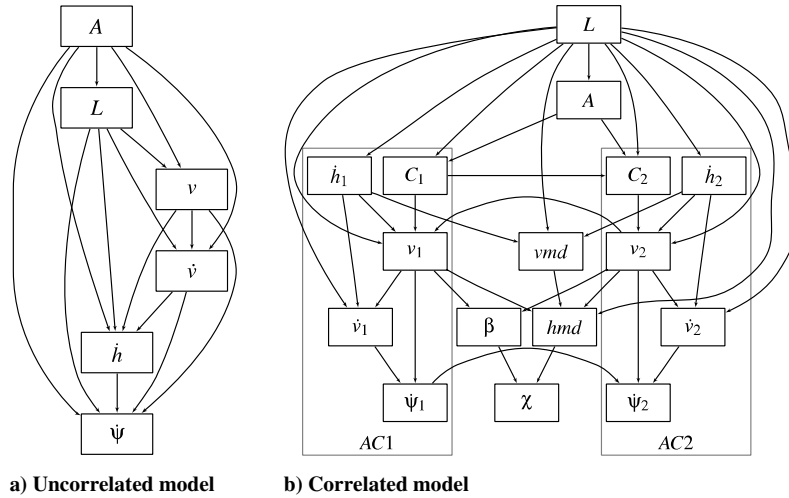 A
L
L
A
v
ḣ₁
C₁
C₂
ḣ₂
v̇
v₁
vmd
v₂
ḣ
v̇₁
β
hmd
v̇₂
ψ̇
ψ̇₁
χ
ψ̇₂
AC1
AC2
a) Uncorrelated model
b) Correlated model